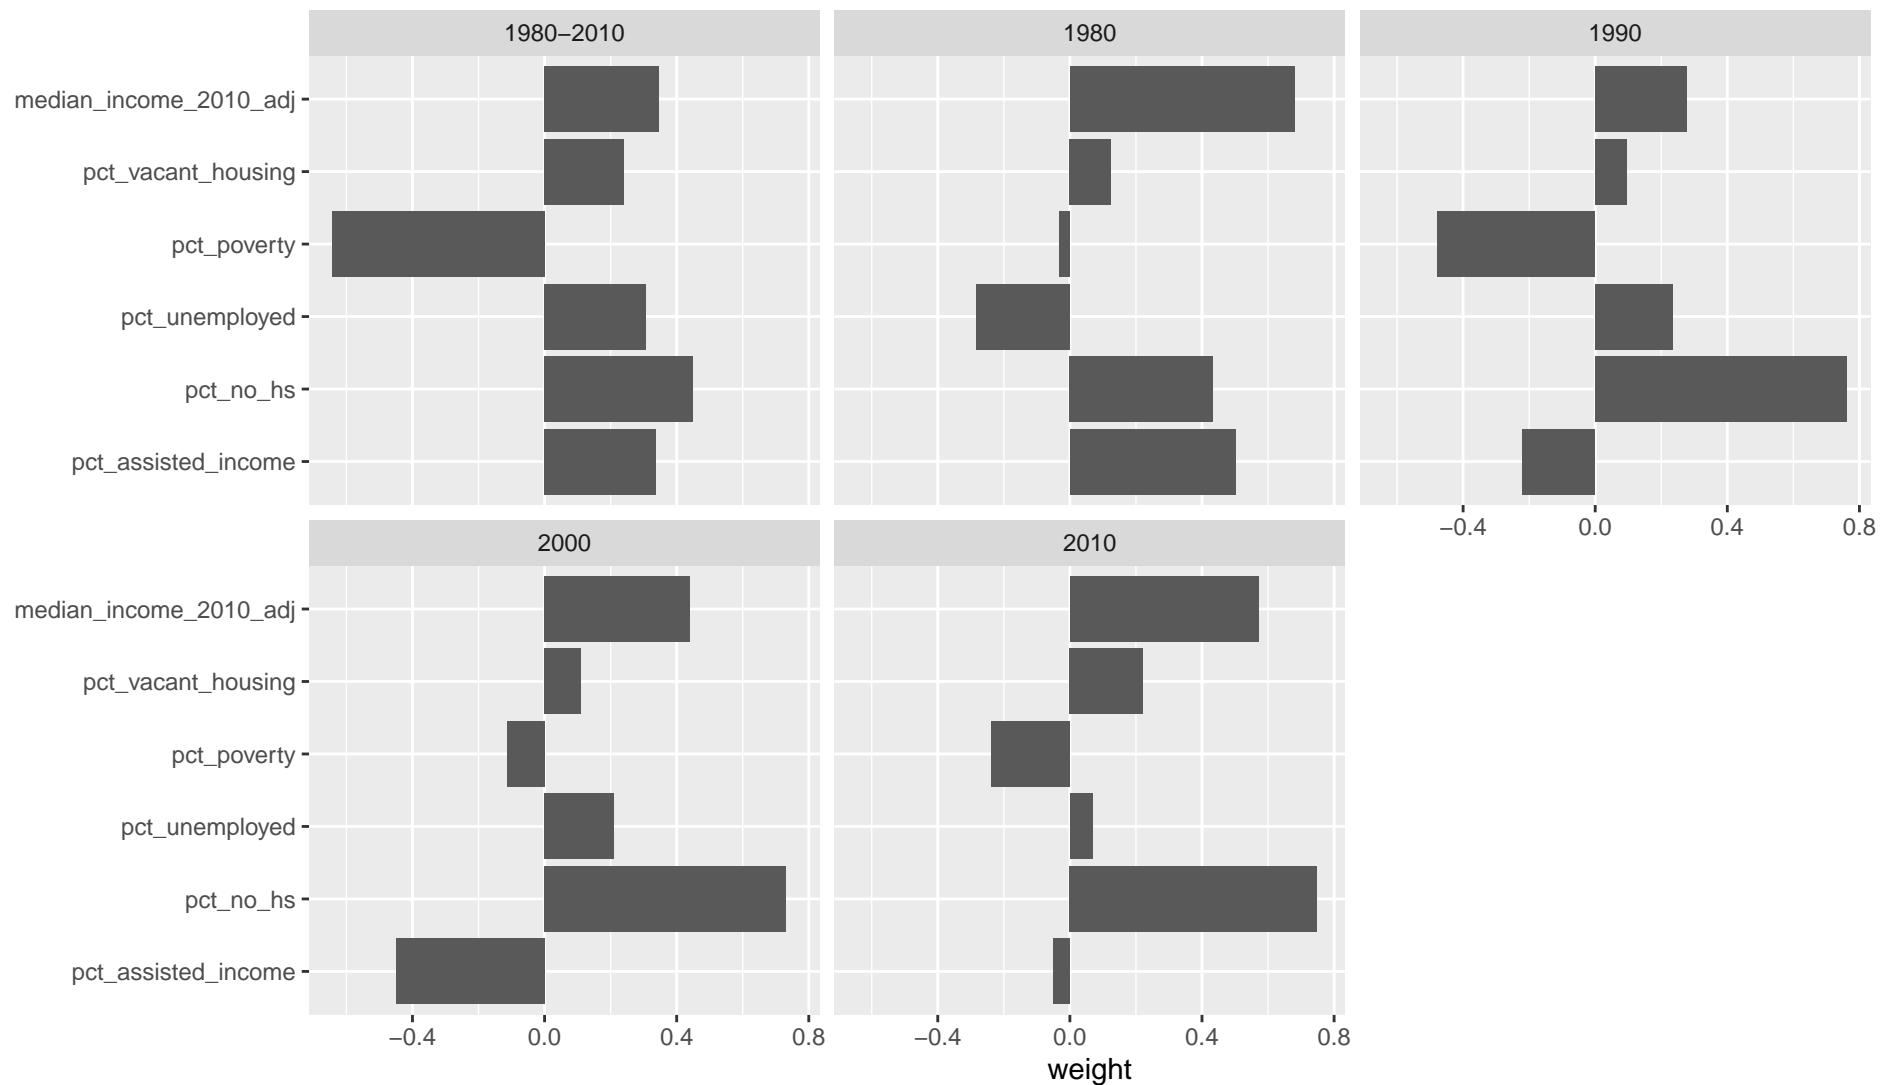 1980−2010 1980 1990
median_income_2010_adj
pct_vacant_housing
pct_poverty
pct_unemployed
pct_no_hs
pct_assisted_income
−0.4 0.0 0.4 0.8
2000 2010
median_income_2010_adj
pct_vacant_housing
pct_poverty
pct_unemployed
pct_no_hs
pct_assisted_income
−0.4 0.0 0.4 0.8 −0.4 0.0 0.4 0.8
weight